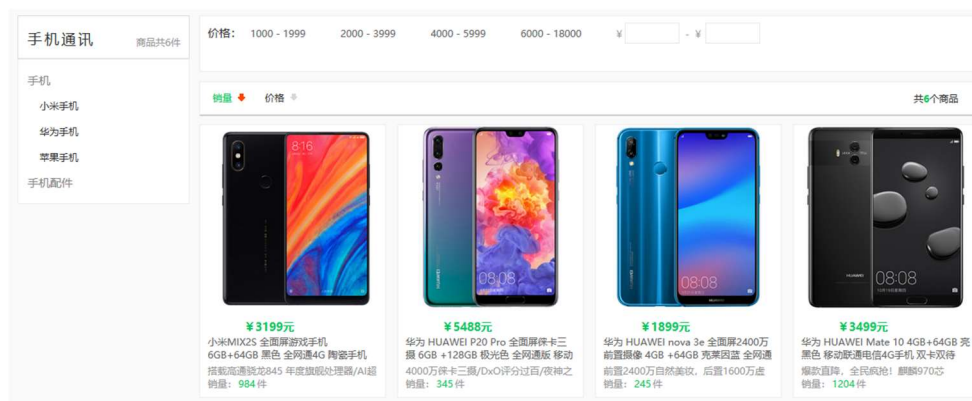 手机通讯
商品共6件
手机
小米手机
华为手机
苹果手机
手机配件
价格：
1000 - 1999
2000 - 3999
4000 - 5999
6000 - 18000
¥ - ¥
销量
价格
共6个商品
8:16
¥3199元
小米MIX2S 全面屏游戏手机
6GB+64GB 黑色 全网通4G 陶瓷手机
搭载高通骁龙845 年度旗舰处理器/AI超
销量：984件
08:08
¥5488元
华为 HUAWEI P20 Pro 全面屏徕卡三
摄 6GB +128GB 极光色 全网通版 移动
4000万徕卡三摄/DxO评分过百/夜神之
销量：345件
08:08
HUAWEI
¥1899元
华为 HUAWEI nova 3e 全面屏2400万
前置摄像 4GB +64GB 克莱因蓝 全网通
前置2400万自然美妆，后置1600万虚
销量：245件
HUAWEI
08:08
¥3499元
华为 HUAWEI Mate 10 4GB+64GB 亮
黑色 移动联通电信4G手机 双卡双待
爆款直降，全民疯抢！麒麟970芯
销量：1204件